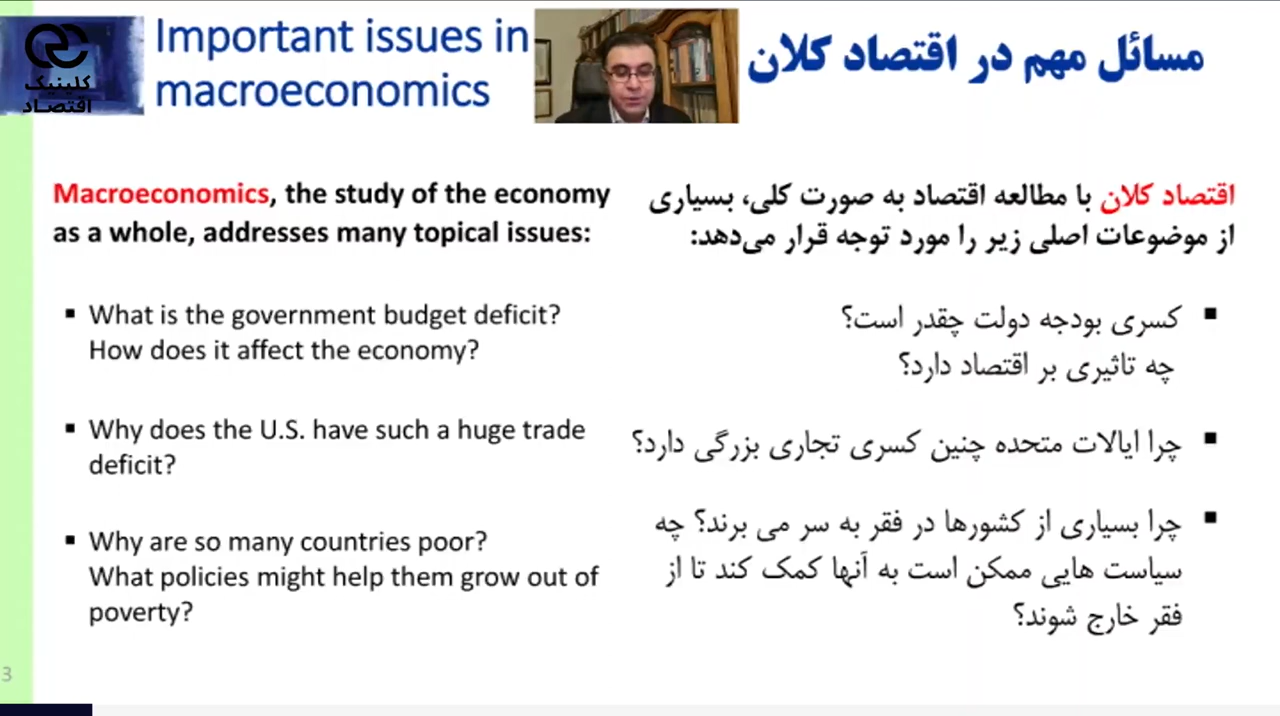 کلینیک
اقتصاد
Important issues in
macroeconomics
مسائل مهم در اقتصاد کلان
Macroeconomics, the study of the economy
as a whole, addresses many topical issues:
▪ What is the government budget deficit?
How does it affect the economy?
▪ Why does the U.S. have such a huge trade
deficit?
▪ Why are so many countries poor?
What policies might help them grow out of
poverty?
اقتصاد کلان با مطالعه اقتصاد به صورت کلی، بسیاری
از موضوعات اصلی زیر را مورد توجه قرار می‌دهد:
▪ کسری بودجه دولت چقدر است؟
چه تاثیری بر اقتصاد دارد؟
▪ چرا ایالات متحده چنین کسری تجاری بزرگی دارد؟
▪ چرا بسیاری از کشورها در فقر به سر می برند؟ چه
سیاست هایی ممکن است به آنها کمک کند تا از
فقر خارج شوند؟
3